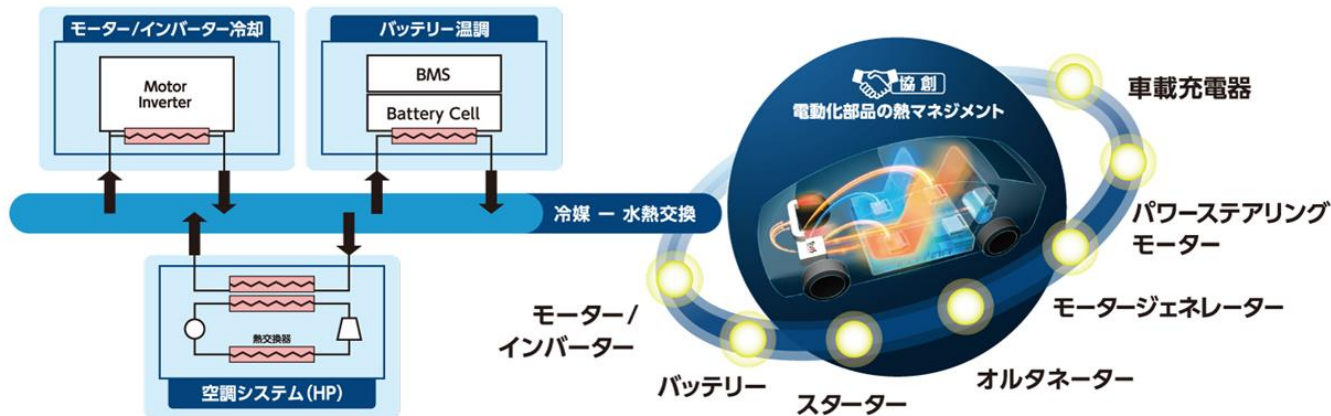 モーター/インバーター冷却
Motor
Inverter
バッテリー温調
BMS
Battery Cell
冷媒 ー 水熱交換
熱交換器
空調システム(HP)
協創
電動化部品の熱マネジメント
車載充電器
パワーステアリング
モーター
モータージェネレーター
オルタネーター
スターター
バッテリー
モーター/
インバーター